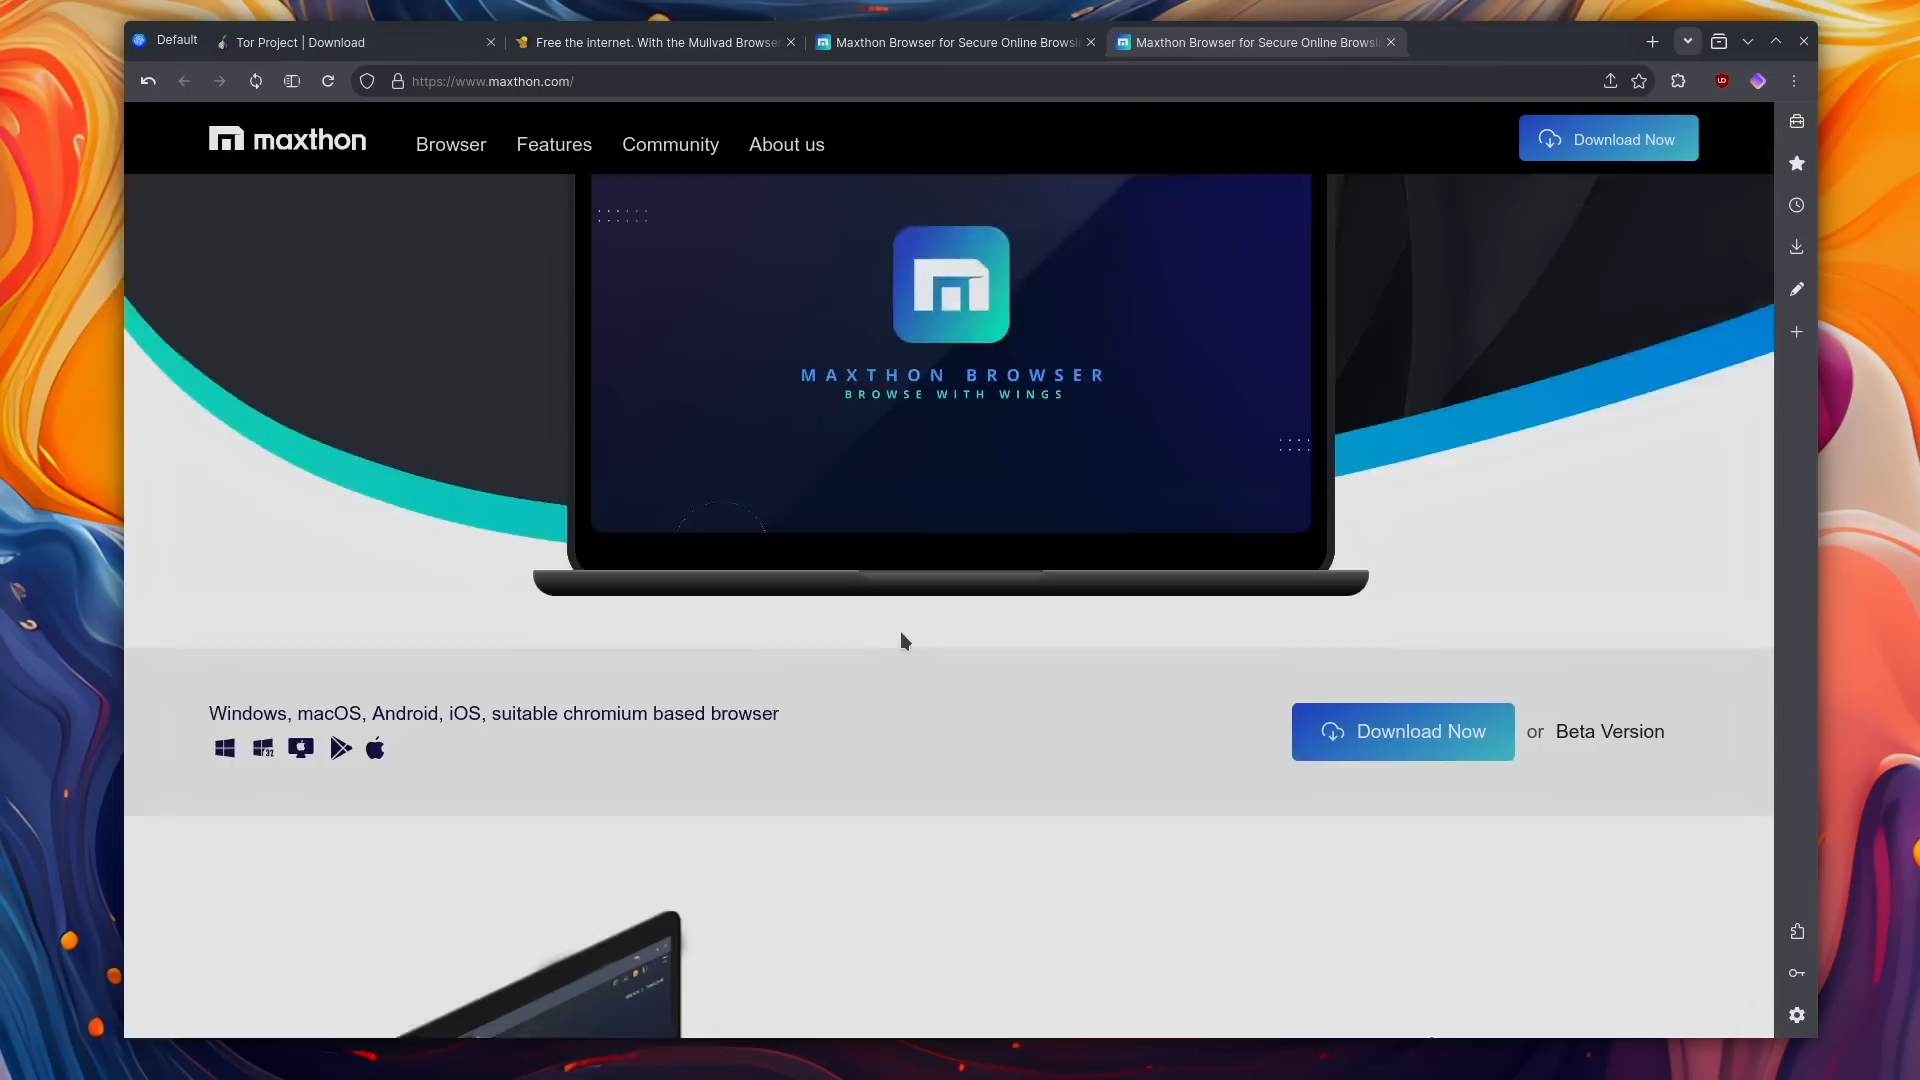 Default
Tor Project | Download
Free the internet. With the Mullvad Browser
Maxthon Browser for Secure Online Browsi
Maxthon Browser for Secure Online Browsi
https://www.maxthon.com/
maxthon
Browser
Features
Community
About us
Download Now
MAXTHON BROWSER
BROWSE WITH WINGS
Windows, macOS, Android, iOS, suitable chromium based browser
32
Download Now
or
Beta Version